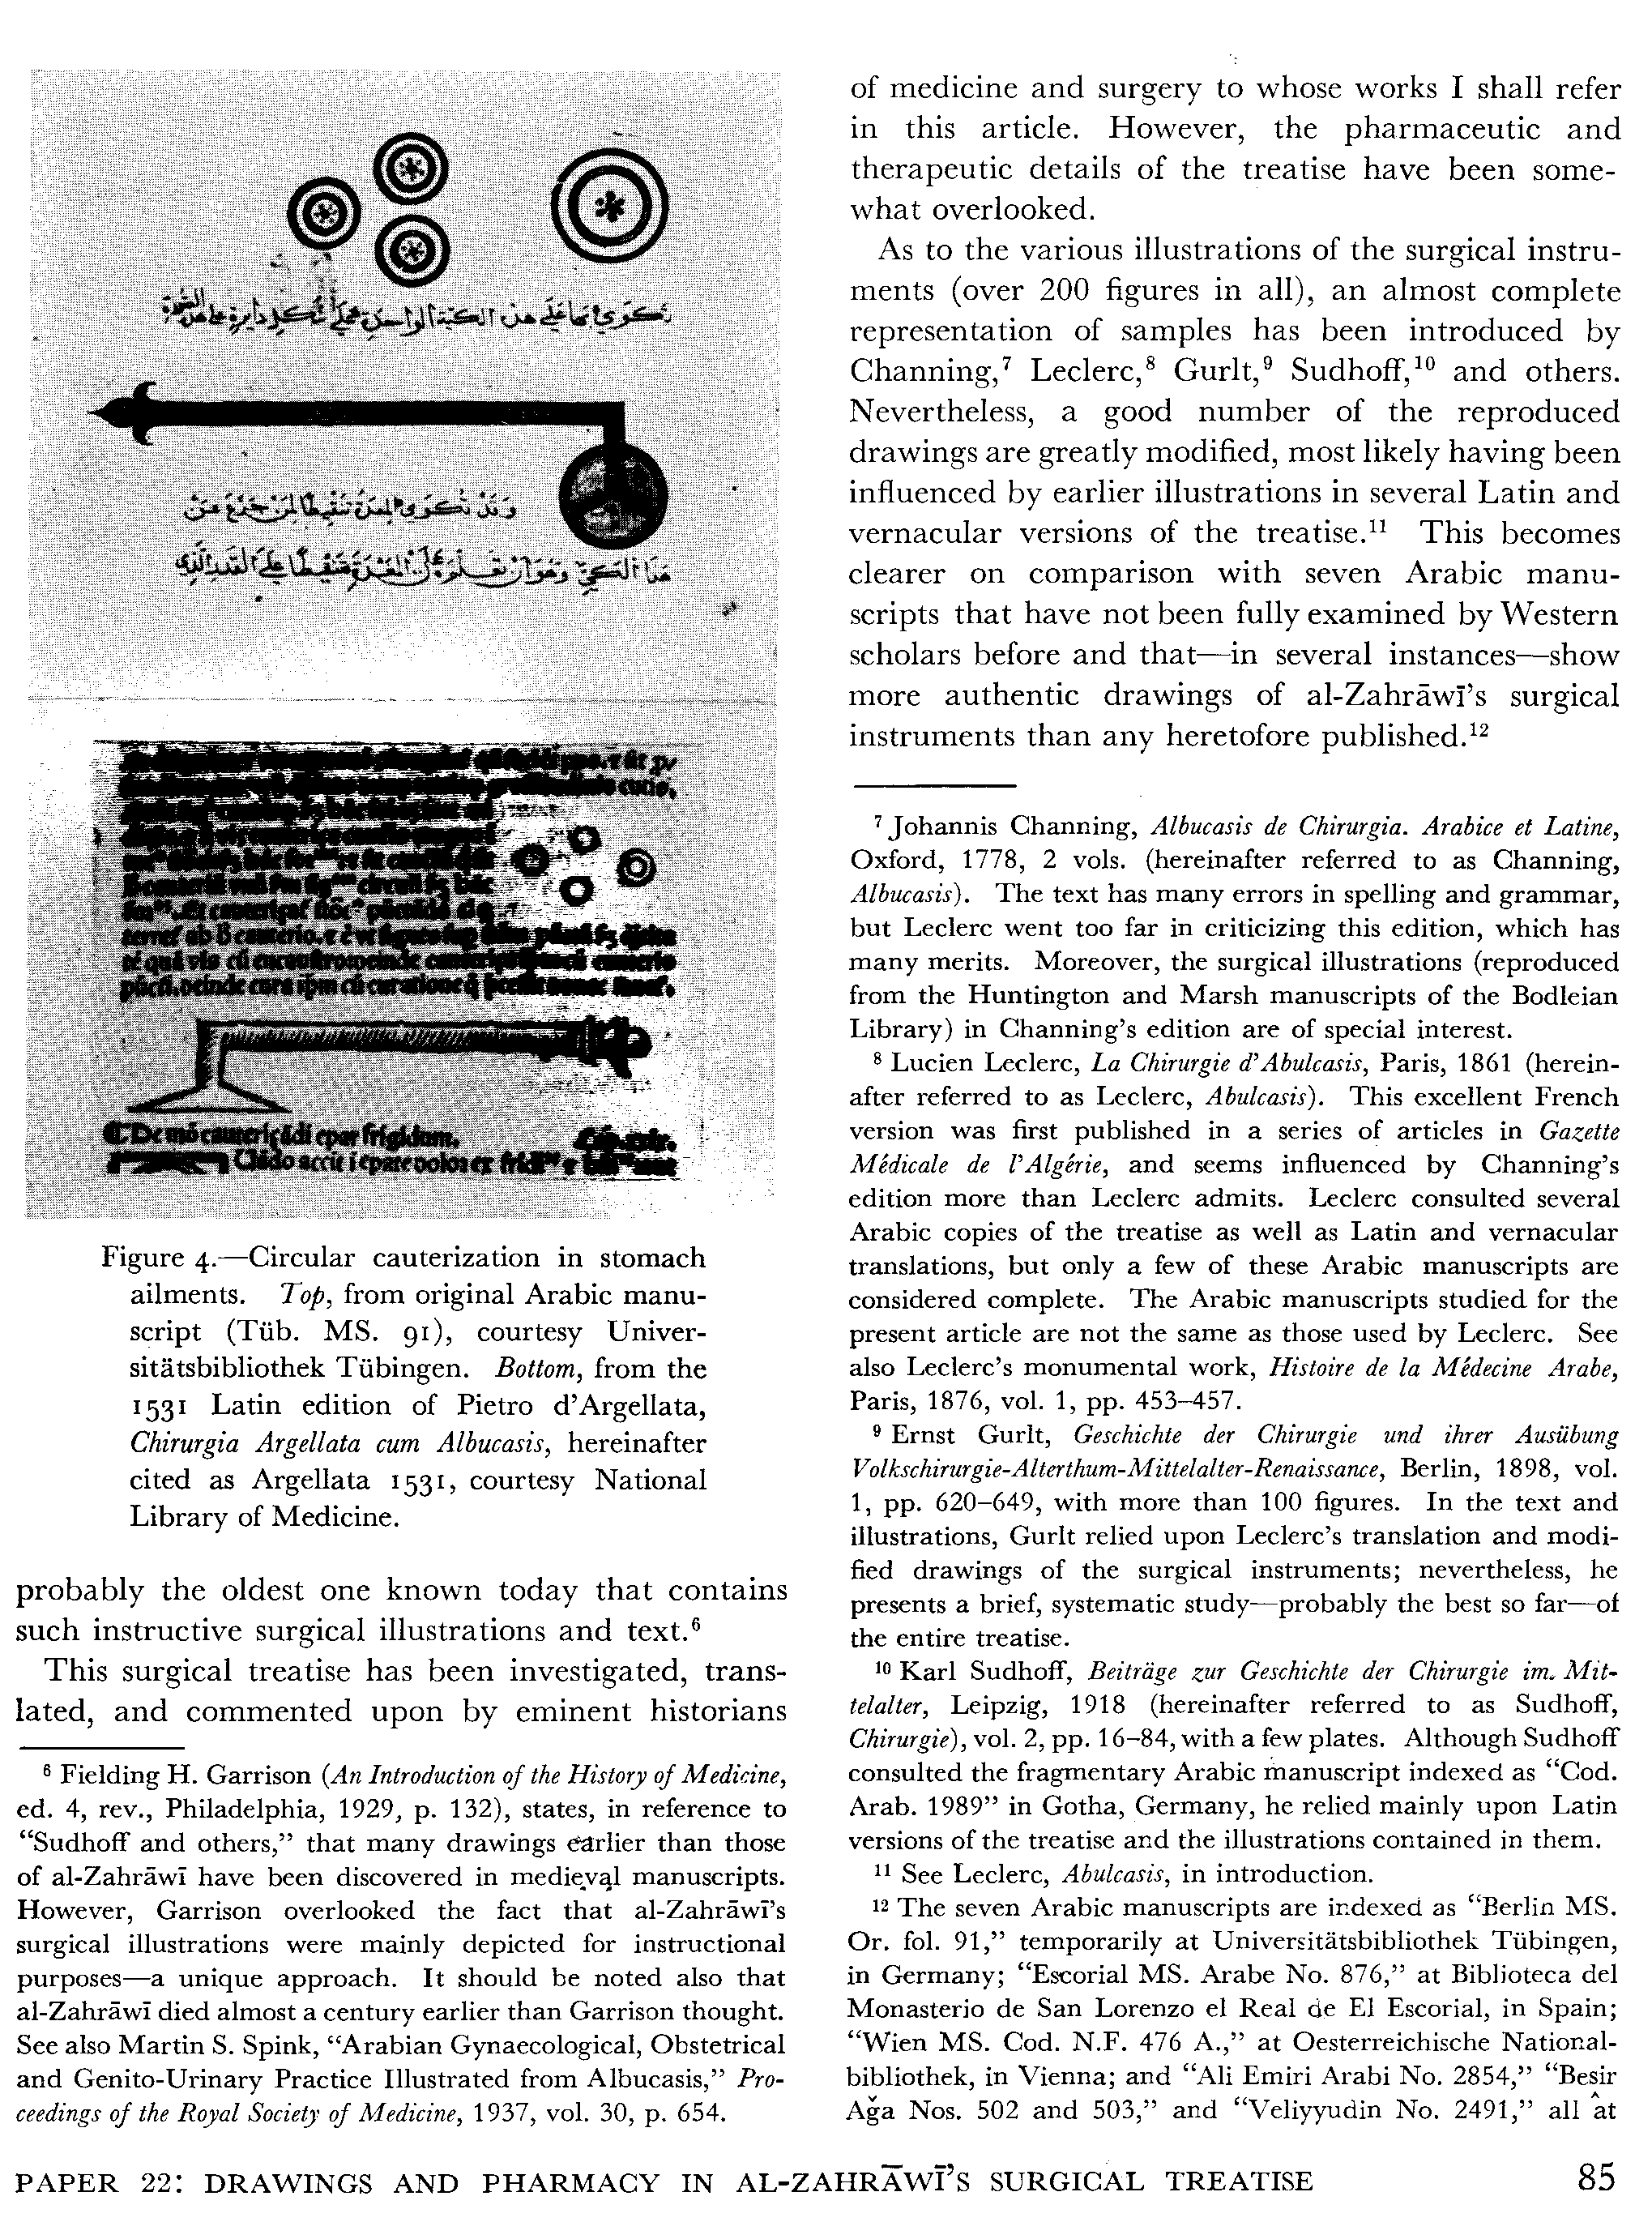 Figure 4.—Circular cauterization in stomach
ailments. Top, from original Arabic manu-
script (Tüb. MS. 91), courtesy Univer-
sitätsbibliothek Tübingen. Bottom, from the
1531 Latin edition of Pietro d'Argellata,
Chirurgia Argellata cum Albucasis, hereinafter
cited as Argellata 1531, courtesy National
Library of Medicine.
probably the oldest one known today that contains
such instructive surgical illustrations and text.⁶
This surgical treatise has been investigated, trans-
lated, and commented upon by eminent historians
⁶ Fielding H. Garrison (An Introduction of the History of Medicine,
ed. 4, rev., Philadelphia, 1929, p. 132), states, in reference to
“Sudhoff and others,” that many drawings earlier than those
of al-Zahrāwī have been discovered in medieval manuscripts.
However, Garrison overlooked the fact that al-Zahrāwī's
surgical illustrations were mainly depicted for instructional
purposes—a unique approach. It should be noted also that
al-Zahrāwī died almost a century earlier than Garrison thought.
See also Martin S. Spink, “Arabian Gynaecological, Obstetrical
and Genito-Urinary Practice Illustrated from Albucasis,” Pro-
ceedings of the Royal Society of Medicine, 1937, vol. 30, p. 654.
of medicine and surgery to whose works I shall refer
in this article. However, the pharmaceutic and
therapeutic details of the treatise have been some-
what overlooked.
As to the various illustrations of the surgical instru-
ments (over 200 figures in all), an almost complete
representation of samples has been introduced by
Channing,⁷ Leclerc,⁸ Gurlt,⁹ Sudhoff,¹⁰ and others.
Nevertheless, a good number of the reproduced
drawings are greatly modified, most likely having been
influenced by earlier illustrations in several Latin and
vernacular versions of the treatise.¹¹ This becomes
clearer on comparison with seven Arabic manu-
scripts that have not been fully examined by Western
scholars before and that—in several instances—show
more authentic drawings of al-Zahrāwī's surgical
instruments than any heretofore published.¹²
⁷ Johannis Channing, Albucasis de Chirurgia. Arabice et Latine,
Oxford, 1778, 2 vols. (hereinafter referred to as Channing,
Albucasis). The text has many errors in spelling and grammar,
but Leclerc went too far in criticizing this edition, which has
many merits. Moreover, the surgical illustrations (reproduced
from the Huntington and Marsh manuscripts of the Bodleian
Library) in Channing's edition are of special interest.
⁸ Lucien Leclerc, La Chirurgie d'Abulcasis, Paris, 1861 (herein-
after referred to as Leclerc, Abulcasis). This excellent French
version was first published in a series of articles in Gazette
Médicale de l'Algérie, and seems influenced by Channing's
edition more than Leclerc admits. Leclerc consulted several
Arabic copies of the treatise as well as Latin and vernacular
translations, but only a few of these Arabic manuscripts are
considered complete. The Arabic manuscripts studied for the
present article are not the same as those used by Leclerc. See
also Leclerc's monumental work, Histoire de la Médecine Arabe,
Paris, 1876, vol. 1, pp. 453–457.
⁹ Ernst Gurlt, Geschichte der Chirurgie und ihrer Ausübung
Volkschirurgie-Alterthum-Mittelalter-Renaissance, Berlin, 1898, vol.
1, pp. 620–649, with more than 100 figures. In the text and
illustrations, Gurlt relied upon Leclerc's translation and modi-
fied drawings of the surgical instruments; nevertheless, he
presents a brief, systematic study—probably the best so far—of
the entire treatise.
¹⁰ Karl Sudhoff, Beiträge zur Geschichte der Chirurgie im Mit-
telalter, Leipzig, 1918 (hereinafter referred to as Sudhoff,
Chirurgie), vol. 2, pp. 16–84, with a few plates. Although Sudhoff
consulted the fragmentary Arabic manuscript indexed as “Cod.
Arab. 1989” in Gotha, Germany, he relied mainly upon Latin
versions of the treatise and the illustrations contained in them.
¹¹ See Leclerc, Abulcasis, in introduction.
¹² The seven Arabic manuscripts are indexed as “Berlin MS.
Or. fol. 91,” temporarily at Universitätsbibliothek Tübingen,
in Germany; “Escorial MS. Arabe No. 876,” at Biblioteca del
Monasterio de San Lorenzo el Real de El Escorial, in Spain;
“Wien MS. Cod. N.F. 476 A.,” at Oesterreichische National-
bibliothek, in Vienna; and “Ali Emiri Arabi No. 2854,” “Beşir
Ağa Nos. 502 and 503,” and “Veliyyudin No. 2491,” all at
PAPER 22: DRAWINGS AND PHARMACY IN AL-ZAHRĀWĪ'S SURGICAL TREATISE 85